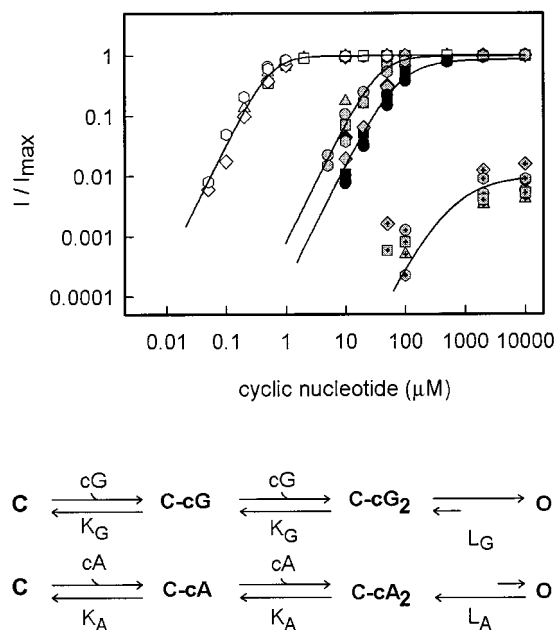 I / Imax
1
0.1
0.01
0.001
0.0001
0.01 0.1 1 10 100 1000 10000
cyclic nucleotide (μM)
cG cG
C C-cG C-cG2 O
KG KG LG
cA cA
C C-cA C-cA2 O
KA KA LA